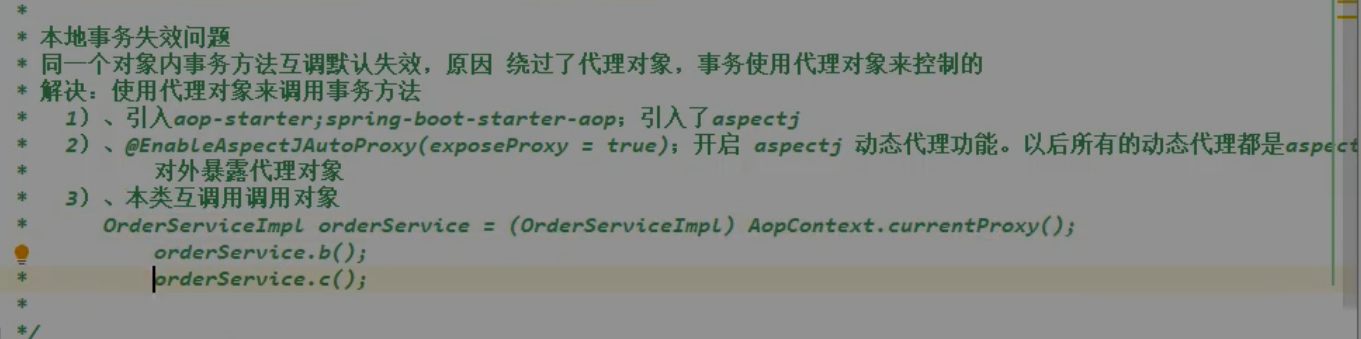 *
* 本地事务失效问题
* 同一个对象内事务方法互调默认失效，原因 绕过了代理对象，事务使用代理对象来控制的
* 解决：使用代理对象来调用事务方法
* 1）、引入aop-starter;spring-boot-starter-aop；引入了aspectj
* 2）、@EnableAspectJAutoProxy(exposeProxy = true)；开启 aspectj 动态代理功能。以后所有的动态代理都是aspect
* 对外暴露代理对象
* 3）、本类互调用调用对象
* OrderServiceImpl orderService = (OrderServiceImpl) AopContext.currentProxy();
orderService.b();
* orderService.c();
*
*/